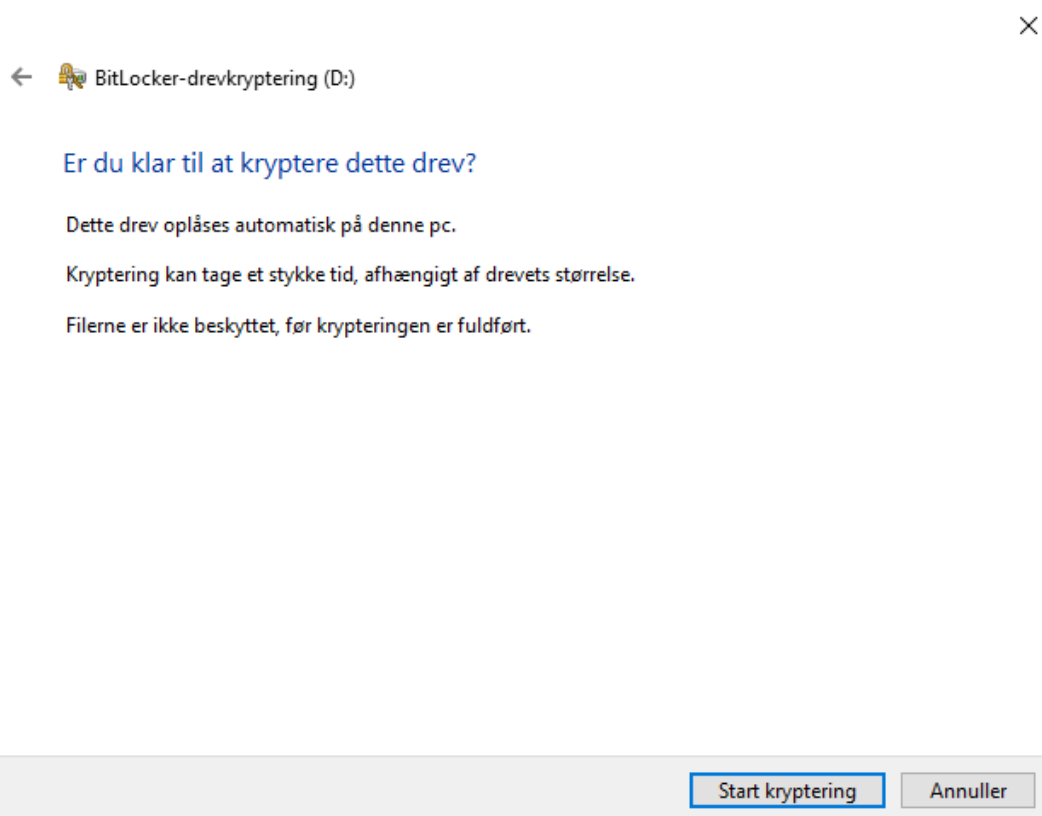 BitLocker-drevkryptering (D:)
Er du klar til at kryptere dette drev?
Dette drev oplåses automatisk på denne pc.
Kryptering kan tage et stykke tid, afhængigt af drevets størrelse.
Filerne er ikke beskyttet, før krypteringen er fuldført.
Start kryptering
Annuller